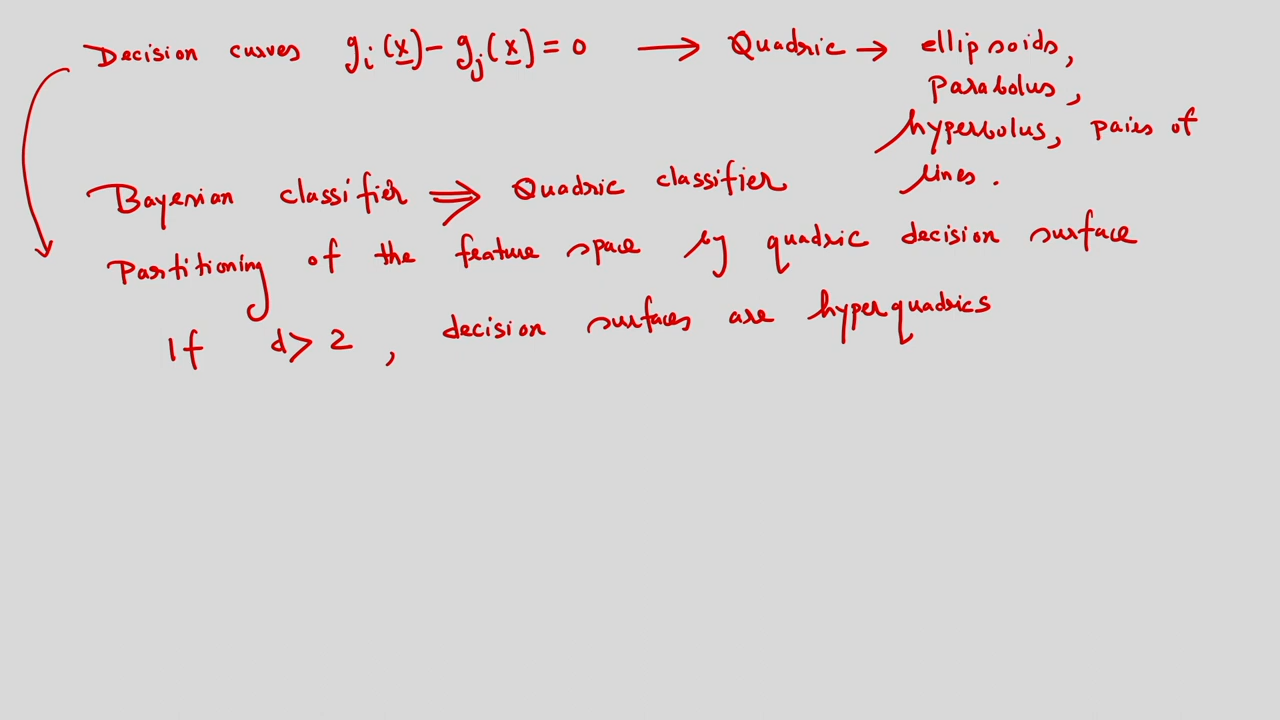 Decision curves g_i(x) - g_j(x) = 0 → Quadric → ellipsoids,
Parabolus,
hyperbolus, pairs of
lines.
Bayesian classifier ⇒ Quadric classifier
Partitioning of the feature space by quadric decision surface
If d > 2, decision surfaces are hyperquadrics